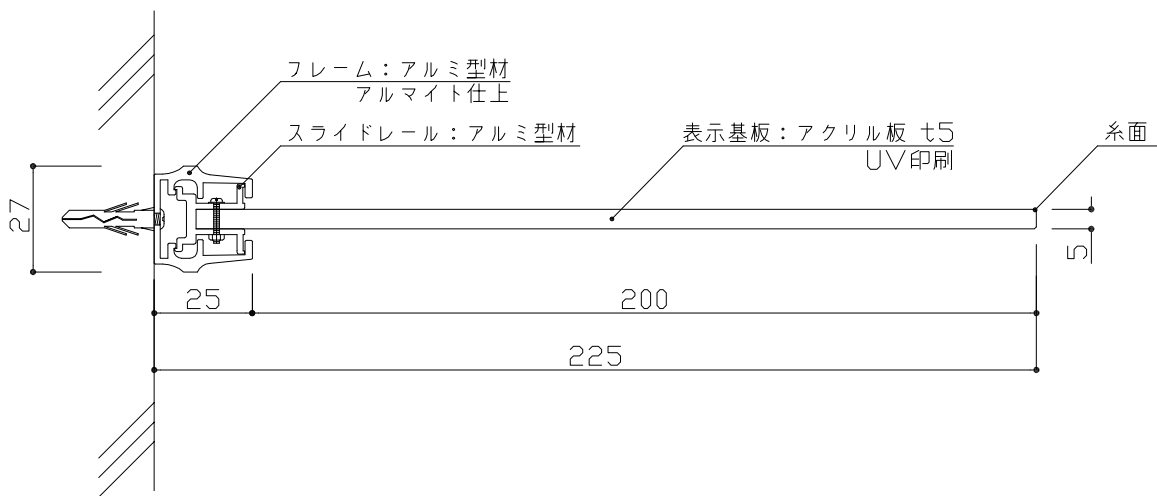 フレーム：アルミ型材
アルマイト仕上
スライドレール：アルミ型材
表示基板：アクリル板 t5
UV印刷
糸面
27
5
25
200
225